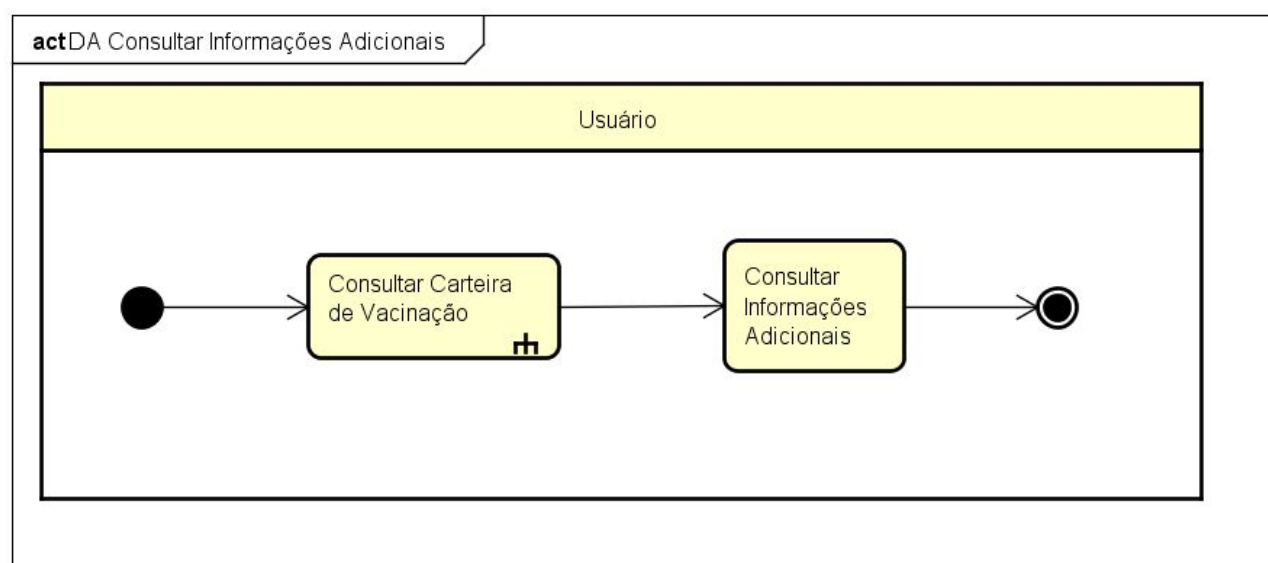 act DA Consultar Informações Adicionais
Usuário
Consultar Carteira
de Vacinação
Consultar
Informações
Adicionais